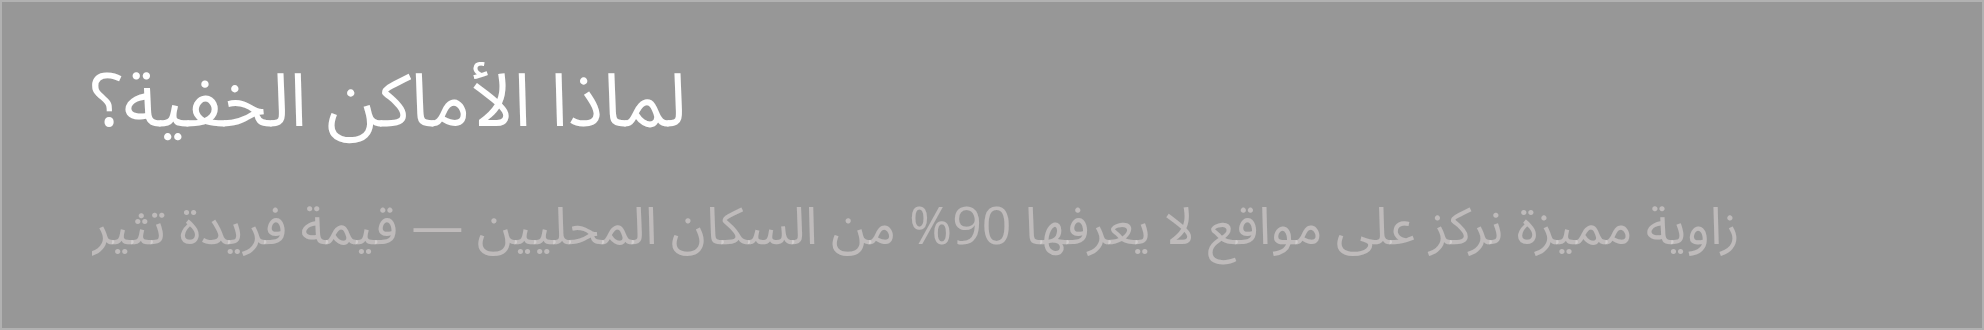 لماذا الأماكن الخفية؟
زاوية مميزة نركز على مواقع لا يعرفها 90% من السكان المحليين — قيمة فريدة تثير